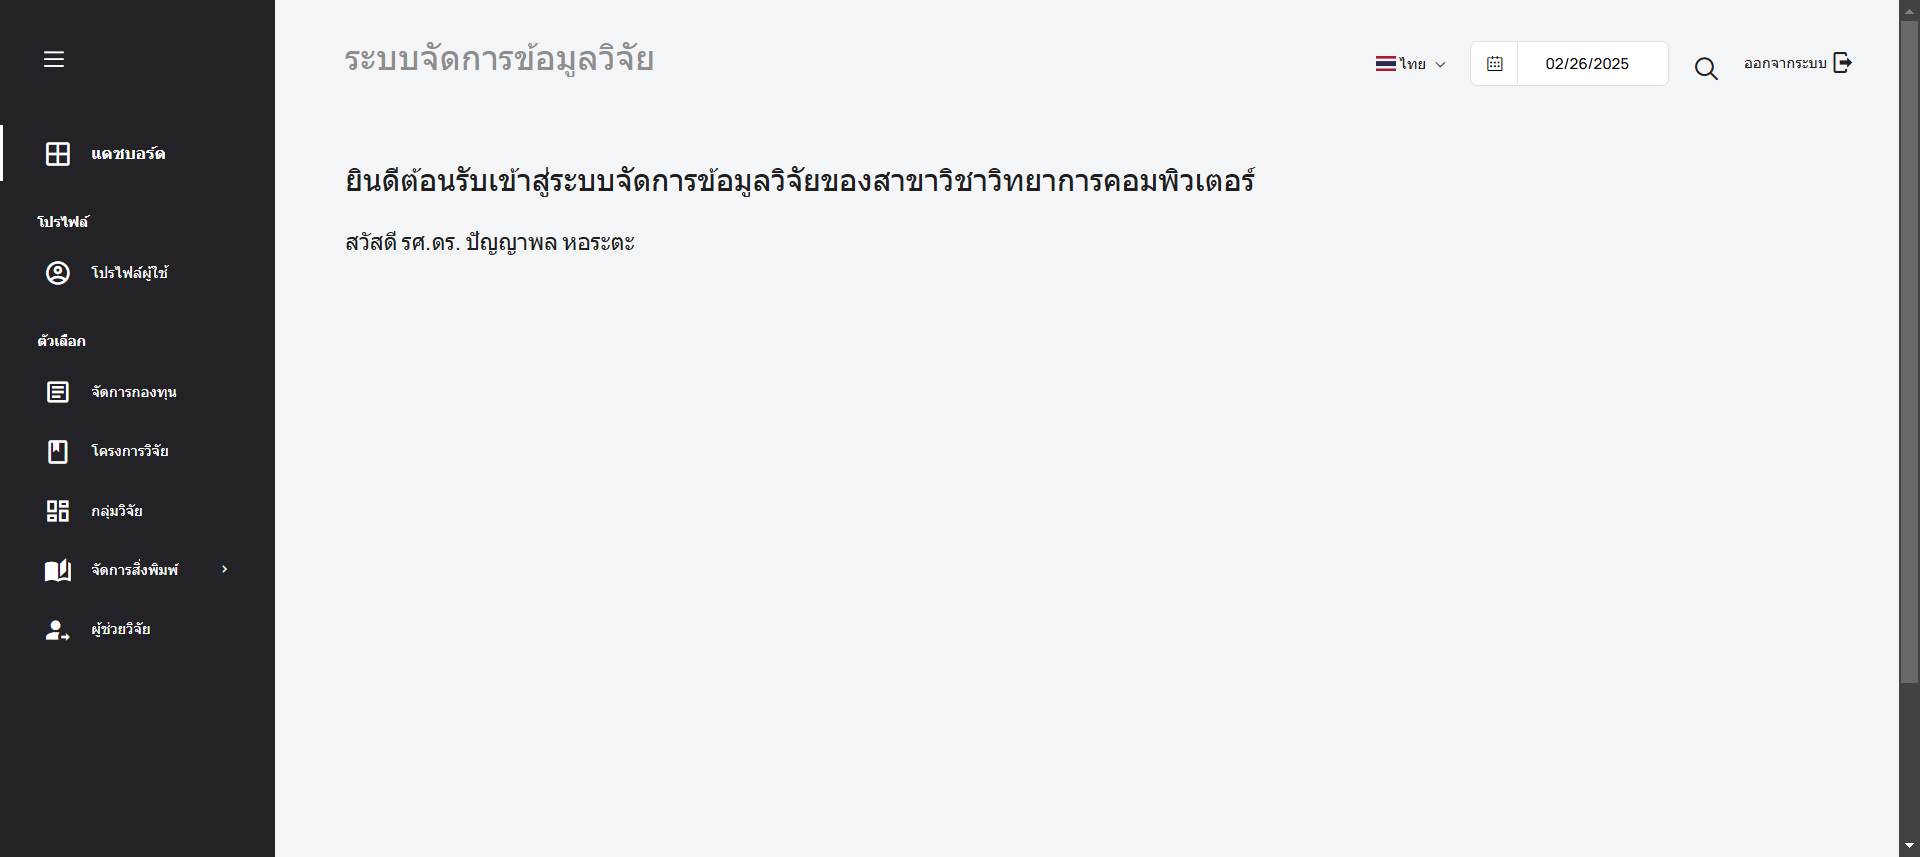 ระบบจัดการข้อมูลวิจัย
ไทย
02/26/2025
ออกจากระบบ
แดชบอร์ด
โปรไฟล์
โปรไฟล์ผู้ใช้
ตัวเลือก
จัดการกองทุน
โครงการวิจัย
กลุ่มวิจัย
จัดการสิ่งพิมพ์
ผู้ช่วยวิจัย
ยินดีต้อนรับเข้าสู่ระบบจัดการข้อมูลวิจัยของสาขาวิชาวิทยาการคอมพิวเตอร์
สวัสดี รศ.ดร. ปัญญาพล หอระตะ